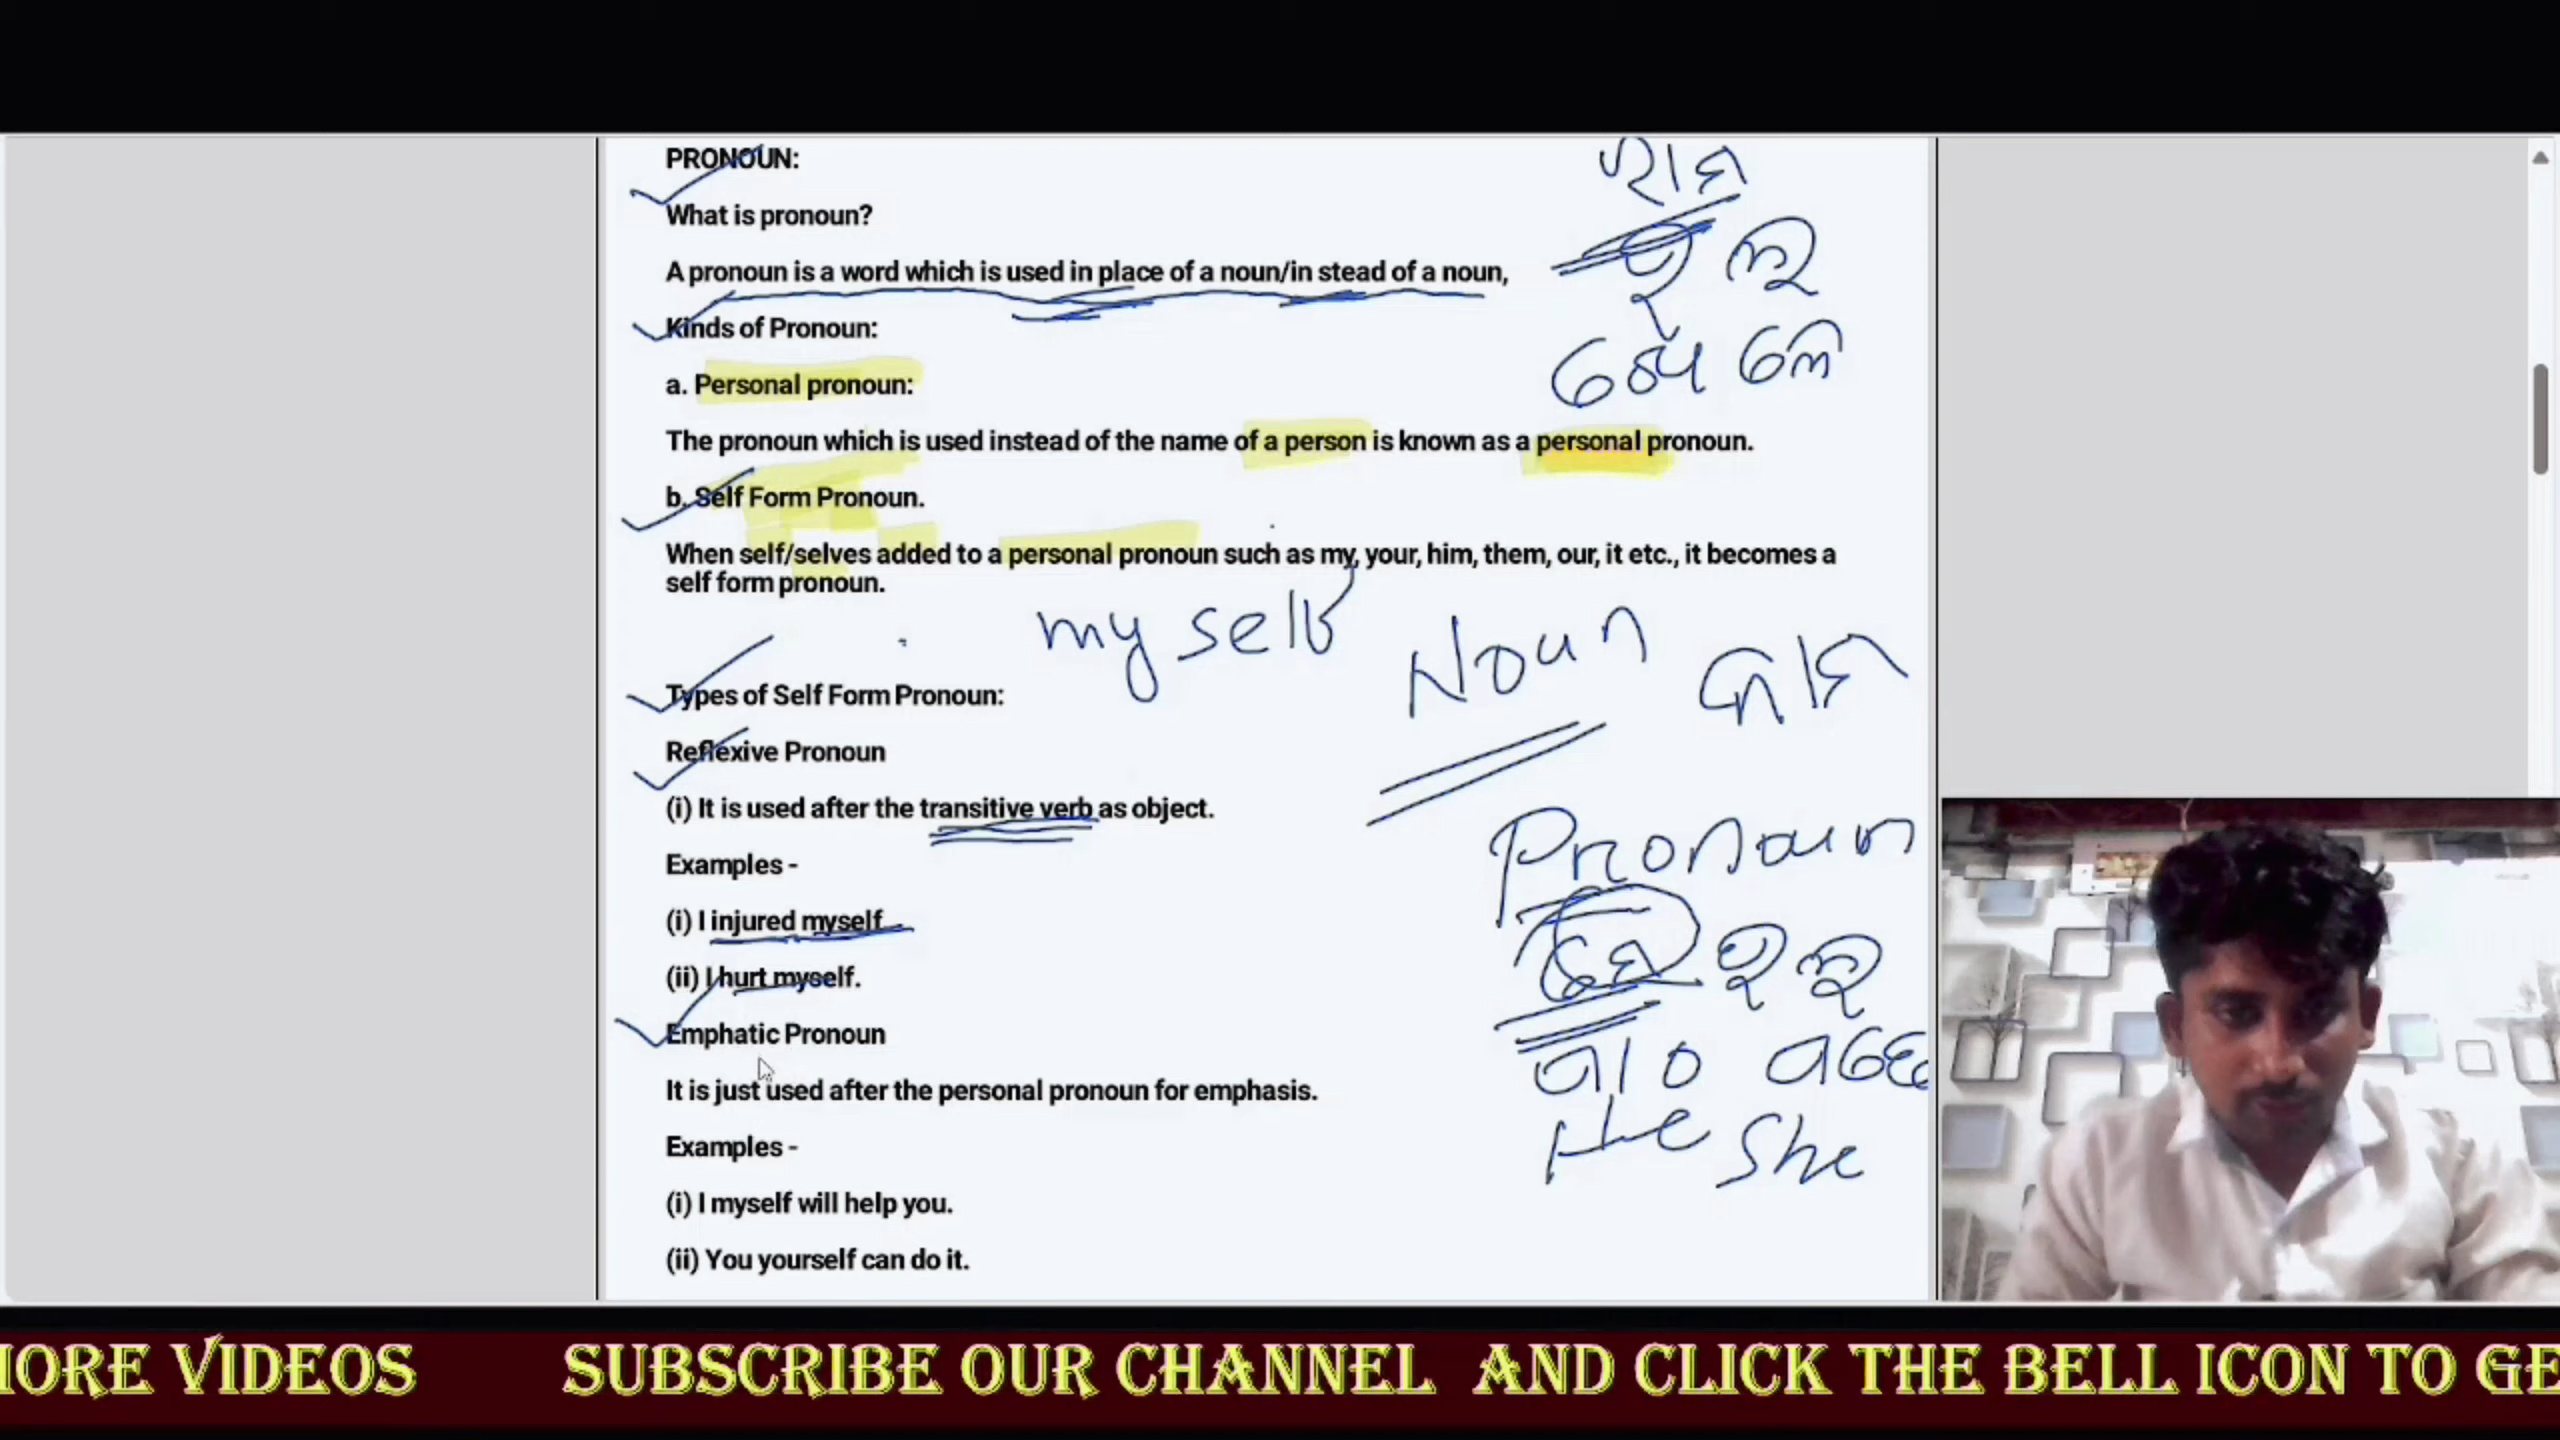 PRONOUN:
ରାମ
What is pronoun?
A pronoun is a word which is used in place of a noun/in stead of a noun,
Kinds of Pronoun:
a. Personal pronoun:
The pronoun which is used instead of the name of a person is known as a personal pronoun.
b. Self Form Pronoun.
When self/selves added to a personal pronoun such as my, your, him, them, our, it etc., it becomes a
self form pronoun.
my self
Noun
Types of Self Form Pronoun:
Reflexive Pronoun
(i) It is used after the transitive verb as object.
Pronoun
Examples -
(i) I injured myself
(ii) I hurt myself.
Emphatic Pronoun
It is just used after the personal pronoun for emphasis.
He She
Examples -
(i) I myself will help you.
(ii) You yourself can do it.
MORE VIDEOS SUBSCRIBE OUR CHANNEL AND CLICK THE BELL ICON TO GE